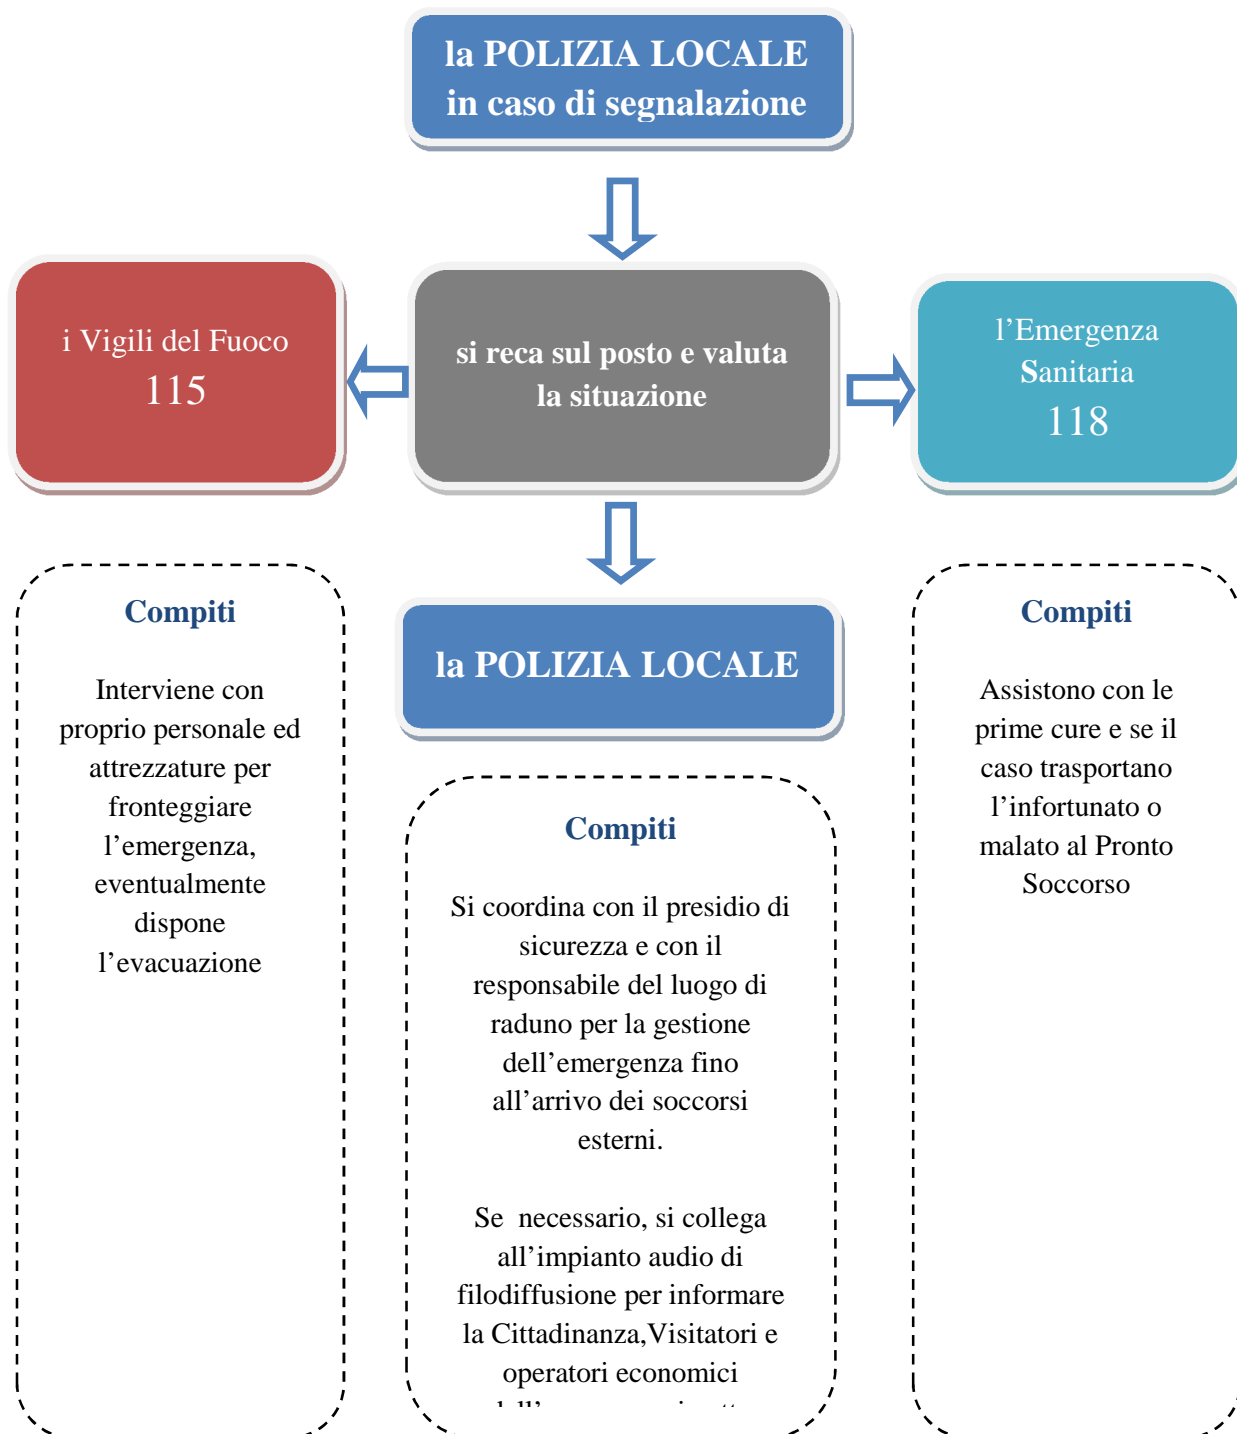 la POLIZIA LOCALE
in caso di segnalazione
i Vigili del Fuoco
115
si reca sul posto e valuta
la situazione
l’Emergenza
Sanitaria
118
Compiti
Interviene con
proprio personale ed
attrezzature per
fronteggiare
l’emergenza,
eventualmente
dispone
l’evacuazione
la POLIZIA LOCALE
Compiti
Si coordina con il presidio di
sicurezza e con il
responsabile del luogo di
raduno per la gestione
dell’emergenza fino
all’arrivo dei soccorsi
esterni.
Se  necessario, si collega
all’impianto audio di
filodiffusione per informare
la Cittadinanza,Visitatori e
operatori economici
Compiti
Assistono con le
prime cure e se il
caso trasportano
l’infortunato o
malato al Pronto
Soccorso